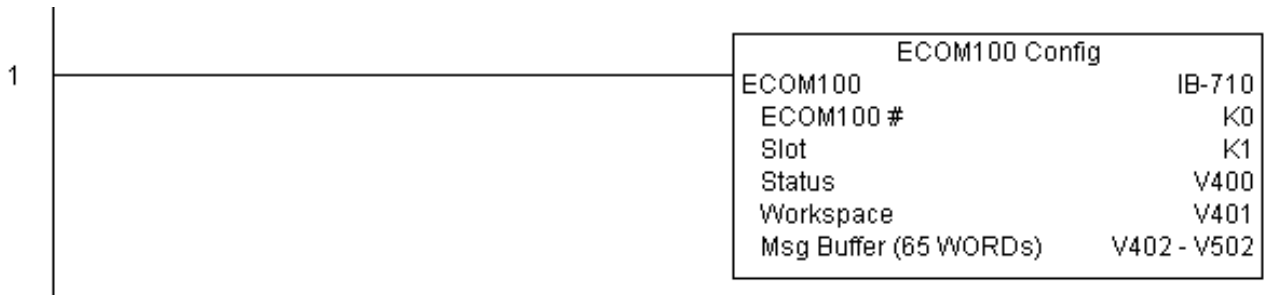 1
ECOM100 Config
ECOM100 IB-710
ECOM100 # K0
Slot K1
Status V400
Workspace V401
Msg Buffer (65 WORDs) V402 - V502